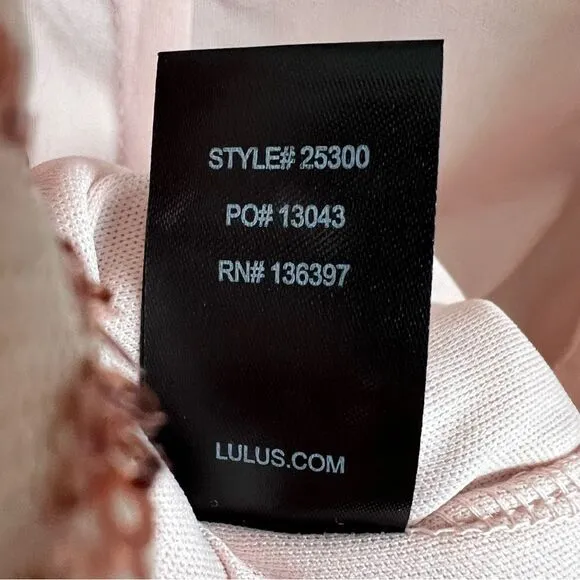 STYLE# 25300
PO# 13043
RN# 136397
LULUS.COM